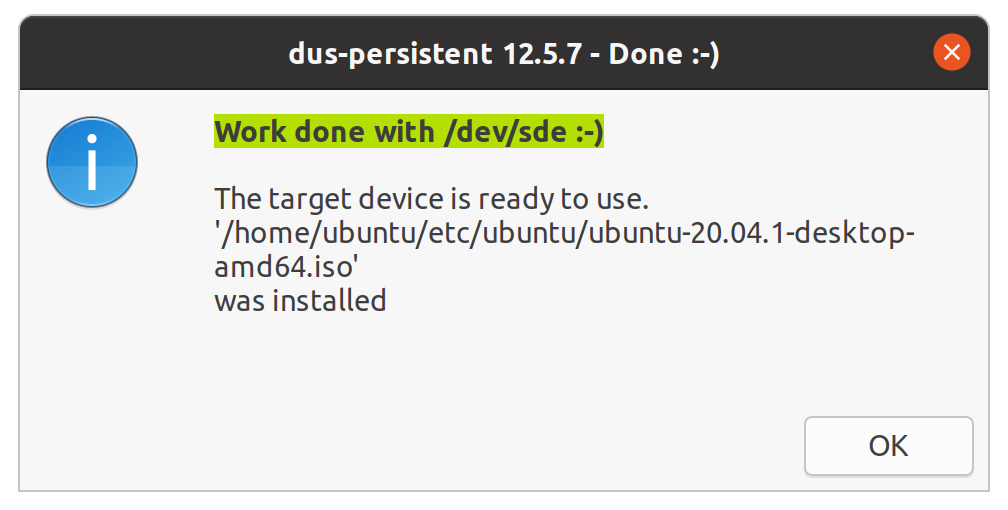 dus-persistent 12.5.7 - Done :-)
Work done with /dev/sde :-)
The target device is ready to use.
'/home/ubuntu/etc/ubuntu/ubuntu-20.04.1-desktop-
amd64.iso'
was installed
OK